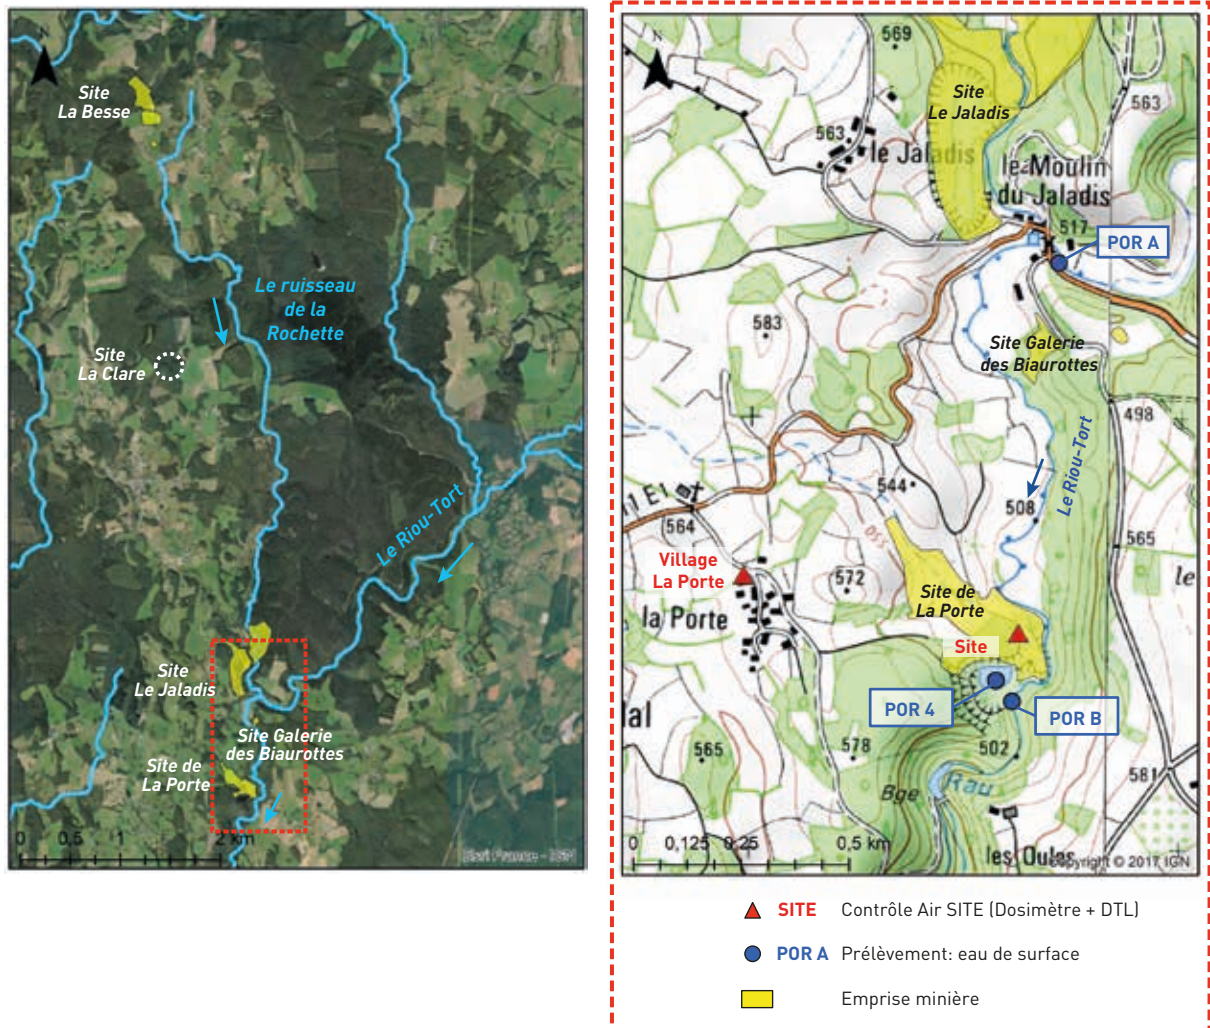 N
Site
La Besse
Le ruisseau
de la
Rochette
Site
La Clare
Le Riou-Tort
Site
Le Jaladis
Site Galerie
des Biaurottes
Site de
La Porte
0 0,5 1 2 km
Esri France - IGN
N
569
Site
Le Jaladis
563
563
le Jaladis
le Moulin
du Jaladis
517
POR A
583
Site Galerie
des Biaurottes
498
Le Riou-Tort
544
508
564
550
565
Village
La Porte
572
le
Site de
La Porte
la Porte
Site
POR 4
POR B
565
578
502
581
Bge
Rau
les Oules
0 0,125 0,25 0,5 km
Copyright © 2017 IGN
SITE Contrôle Air SITE (Dosimètre + DTL)
POR A Prélèvement: eau de surface
Emprise minière